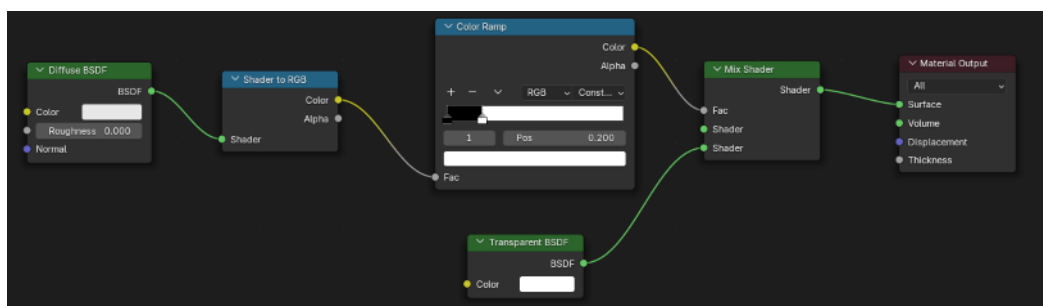 Diffuse BSDF
BSDF
Color
Roughness 0.000
Normal
Shader to RGB
Color
Alpha
Shader
Color Ramp
Color
Alpha
+ − RGB Const...
1 Pos 0.200
Fac
Transparent BSDF
BSDF
Color
Mix Shader
Shader
Fac
Shader
Shader
Material Output
All
Surface
Volume
Displacement
Thickness